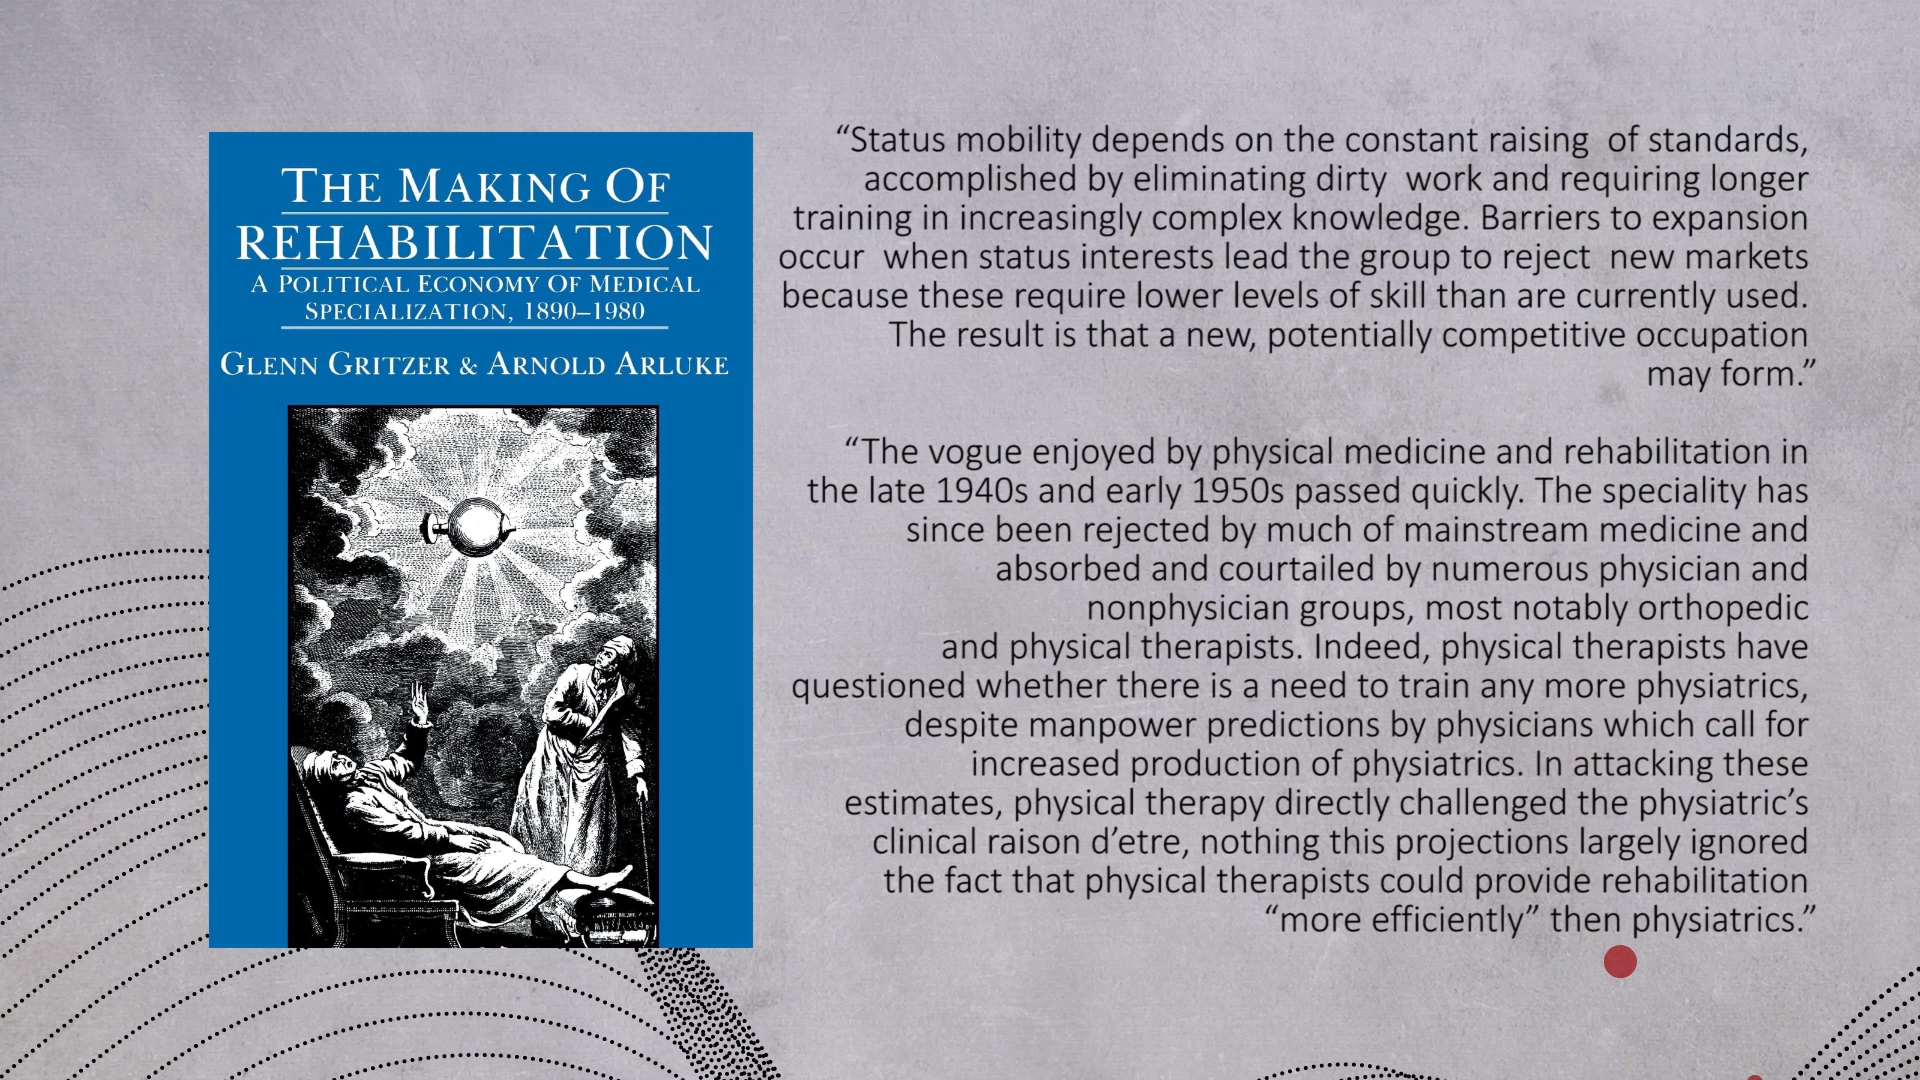 THE MAKING OF
REHABILITATION
A POLITICAL ECONOMY OF MEDICAL
SPECIALIZATION, 1890–1980
GLENN GRITZER & ARNOLD ARLUKE
“Status mobility depends on the constant raising  of standards,
accomplished by eliminating dirty  work and requiring longer
training in increasingly complex knowledge. Barriers to expansion
occur  when status interests lead the group to reject  new markets
because these require lower levels of skill than are currently used.
The result is that a new, potentially competitive occupation
may form.”
“The vogue enjoyed by physical medicine and rehabilitation in
the late 1940s and early 1950s passed quickly. The speciality has
since been rejected by much of mainstream medicine and
absorbed and courtailed by numerous physician and
nonphysician groups, most notably orthopedic
and physical therapists. Indeed, physical therapists have
questioned whether there is a need to train any more physiatrics,
despite manpower predictions by physicians which call for
increased production of physiatrics. In attacking these
estimates, physical therapy directly challenged the physiatric’s
clinical raison d’etre, nothing this projections largely ignored
the fact that physical therapists could provide rehabilitation
“more efficiently” then physiatrics.”